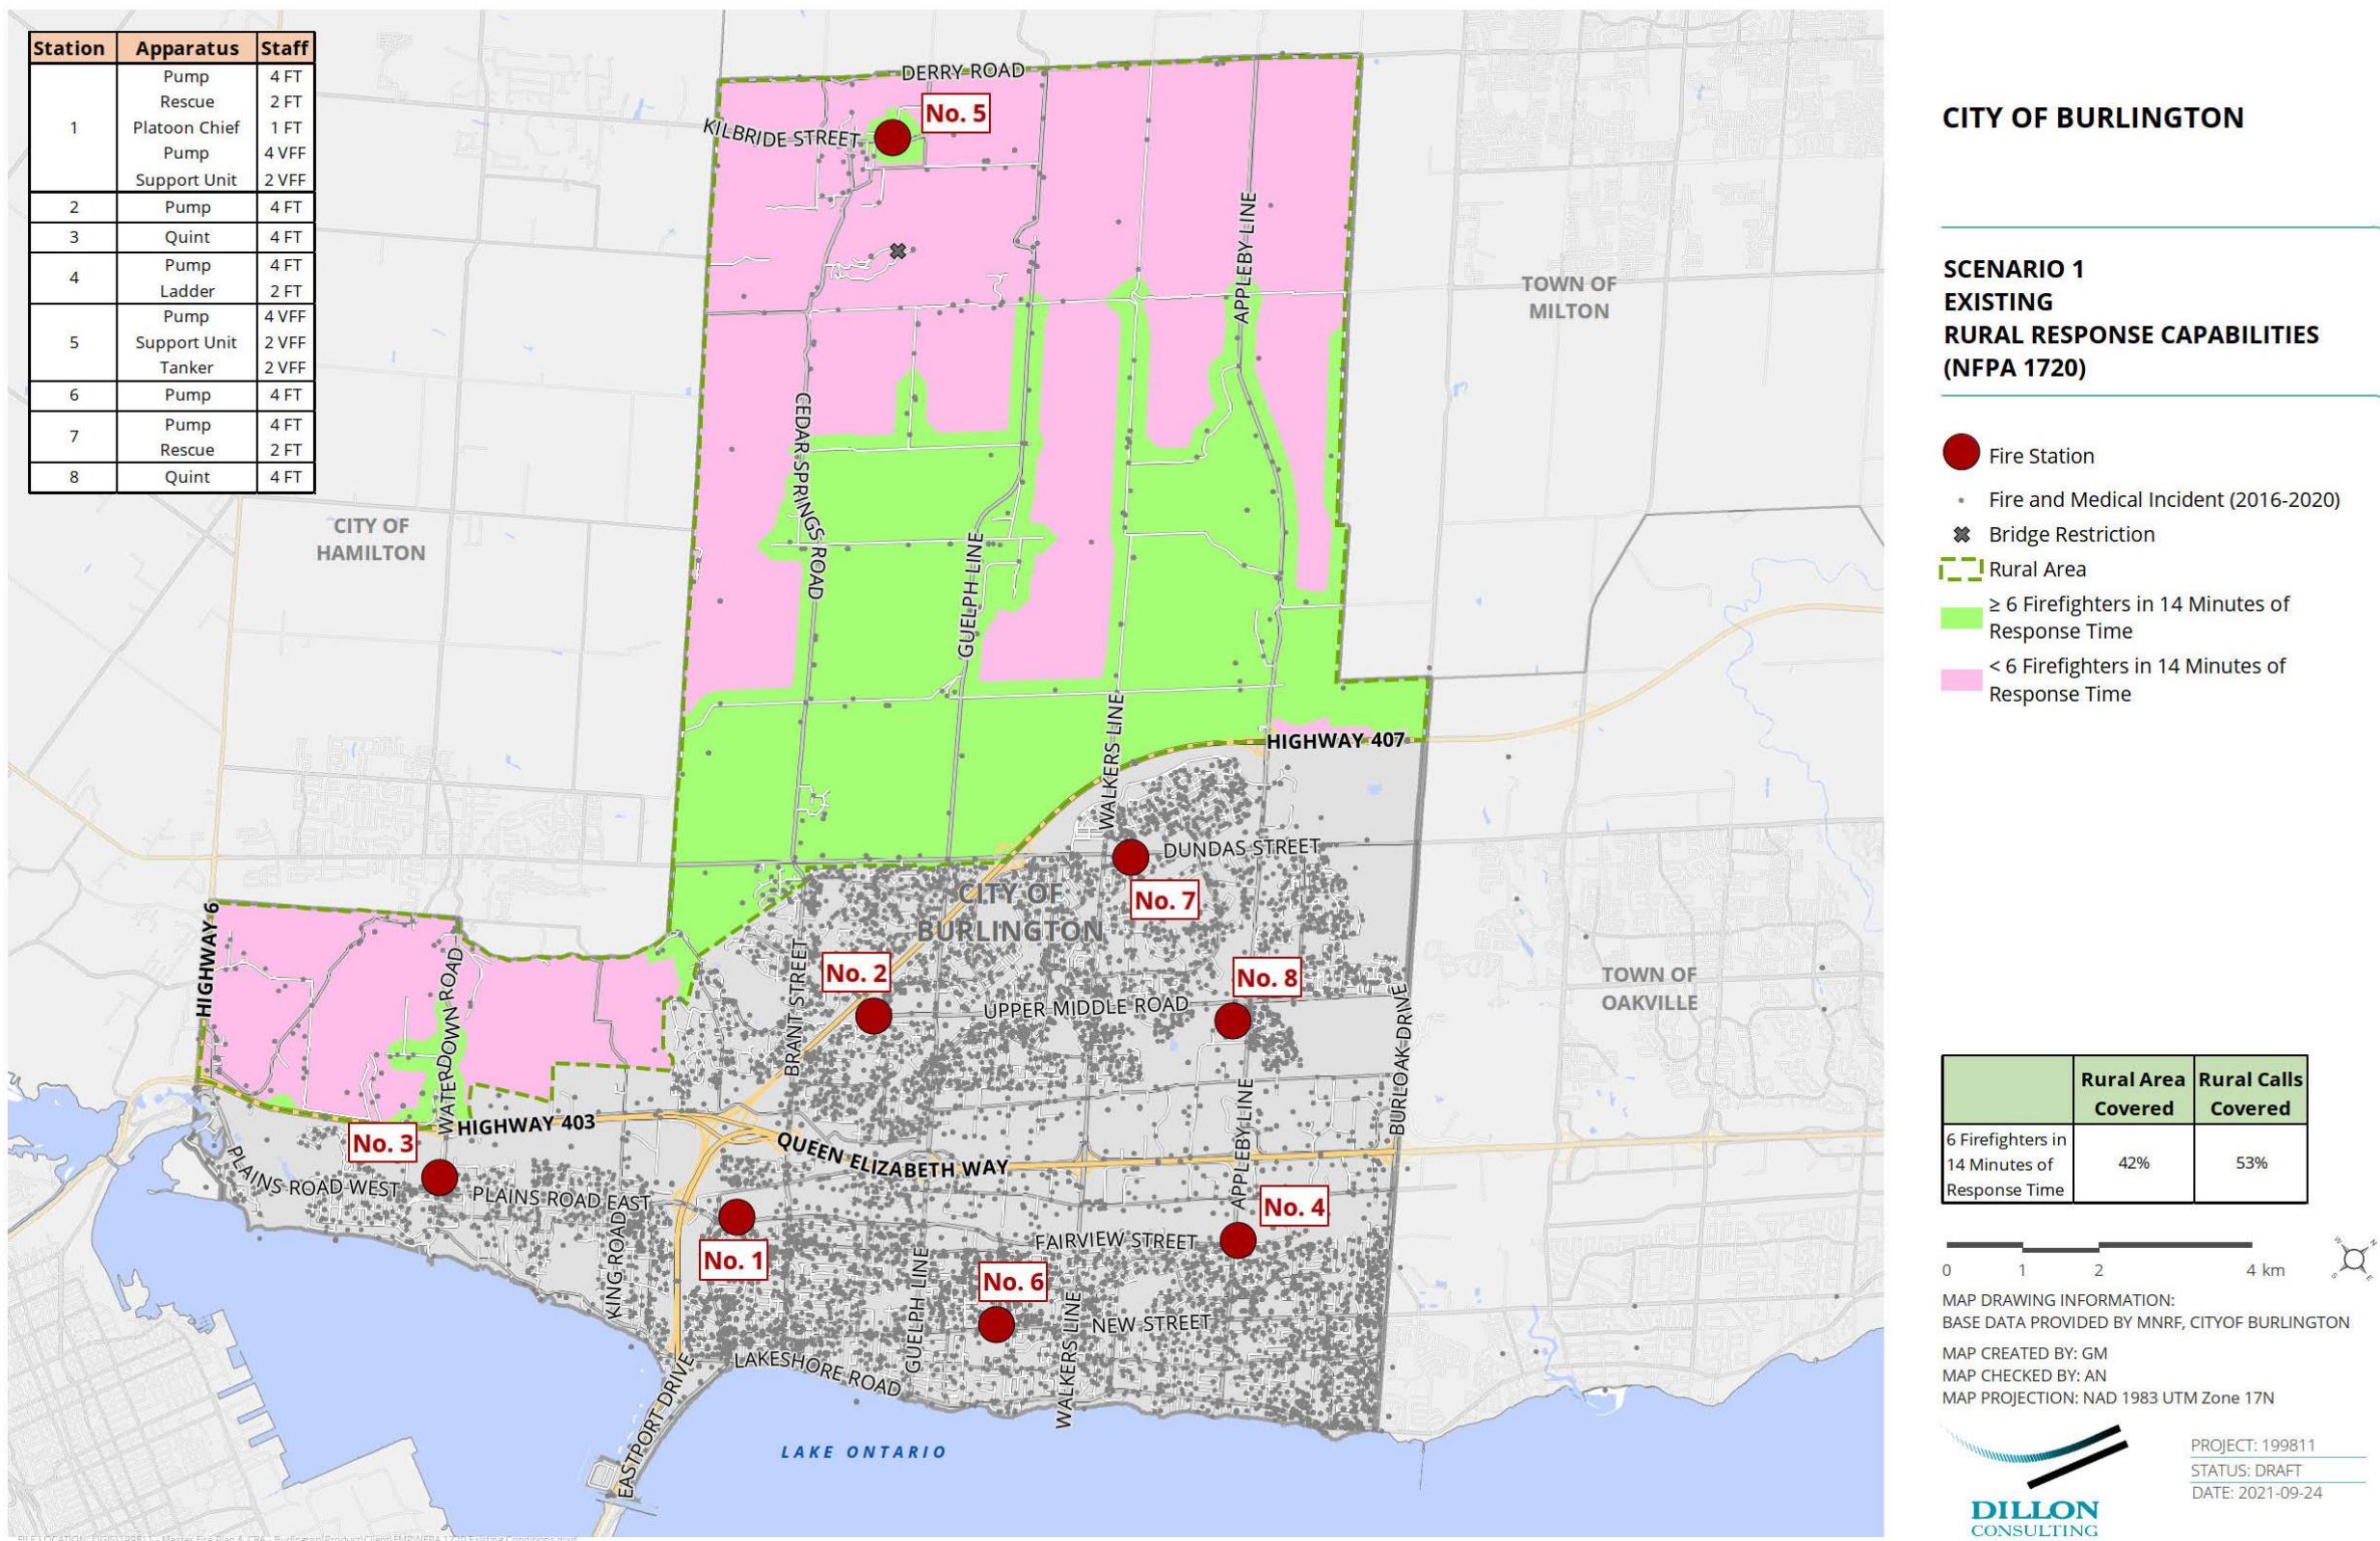 Station Apparatus Staff
1 Pump 4 FT
Rescue 2 FT
Platoon Chief 1 FT
Pump 4 VFF
Support Unit 2 VFF
2 Pump 4 FT
3 Quint 4 FT
4 Pump 4 FT
Ladder 2 FT
5 Pump 4 VFF
Support Unit 2 VFF
Tanker 2 VFF
6 Pump 4 FT
7 Pump 4 FT
Rescue 2 FT
8 Quint 4 FT
DERRY ROAD
No. 5
KILBRIDE STREET
APPLEBY LINE
TOWN OF
MILTON
CEDAR SPRINGS ROAD
CITY OF
HAMILTON
GUELPH LINE
WALKERS LINE
HIGHWAY 407
DUNDAS STREET
No. 7
CITY OF
BURLINGTON
HIGHWAY 6
WATERDOWN ROAD
BRANT STREET
No. 2
No. 8
UPPER MIDDLE ROAD
BURLOAK DRIVE
TOWN OF
OAKVILLE
HIGHWAY 403
No. 3
QUEEN ELIZABETH WAY
APPLEBY LINE
PLAINS ROAD WEST
PLAINS ROAD EAST
KING ROAD
No. 1
No. 4
FAIRVIEW STREET
GUELPH LINE
No. 6
WALKERS LINE
NEW STREET
LAKESHORE ROAD
EASTPORT DRIVE
LAKE ONTARIO
CITY OF BURLINGTON
SCENARIO 1
EXISTING
RURAL RESPONSE CAPABILITIES
(NFPA 1720)
Fire Station
Fire and Medical Incident (2016-2020)
Bridge Restriction
Rural Area
≥ 6 Firefighters in 14 Minutes of
Response Time
< 6 Firefighters in 14 Minutes of
Response Time
Rural Area Rural Calls
Covered Covered
6 Firefighters in
14 Minutes of 42% 53%
Response Time
0 1 2 4 km
MAP DRAWING INFORMATION:
BASE DATA PROVIDED BY MNRF, CITYOF BURLINGTON
MAP CREATED BY: GM
MAP CHECKED BY: AN
MAP PROJECTION: NAD 1983 UTM Zone 17N
DILLON
CONSULTING
PROJECT: 199811
STATUS: DRAFT
DATE: 2021-09-24